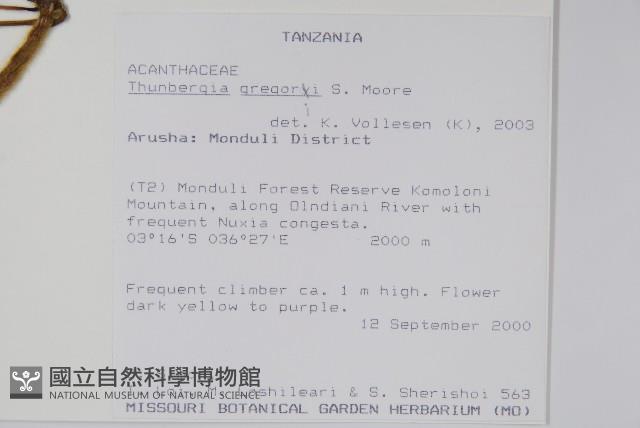 TANZANIA
ACANTHACEAE
Thunbergia gregorii S. Moore
det. K. Vollesen (K), 2003
Arusha: Monduli District
(T2) Monduli Forest Reserve Komoloni
Mountain, along Olndiani River with
frequent Nuxia congesta.
03°16'S 036°27'E 2000 m
Frequent climber ca. 1 m high. Flower
dark yellow to purple.
12 September 2000
& S. Sherishoi 563
MISSOURI BOTANICAL GARDEN HERBARIUM (MO)
國立自然科學博物館
NATIONAL MUSEUM OF NATURAL SCIENCE